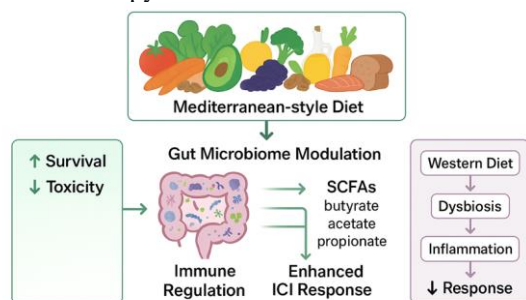 Mediterranean-style Diet
Gut Microbiome Modulation
↑ Survival
↓ Toxicity
SCFAs
butyrate
acetate
propionate
Immune
Regulation
Enhanced
ICI Response
Western Diet
Dysbiosis
Inflammation
↓ Response